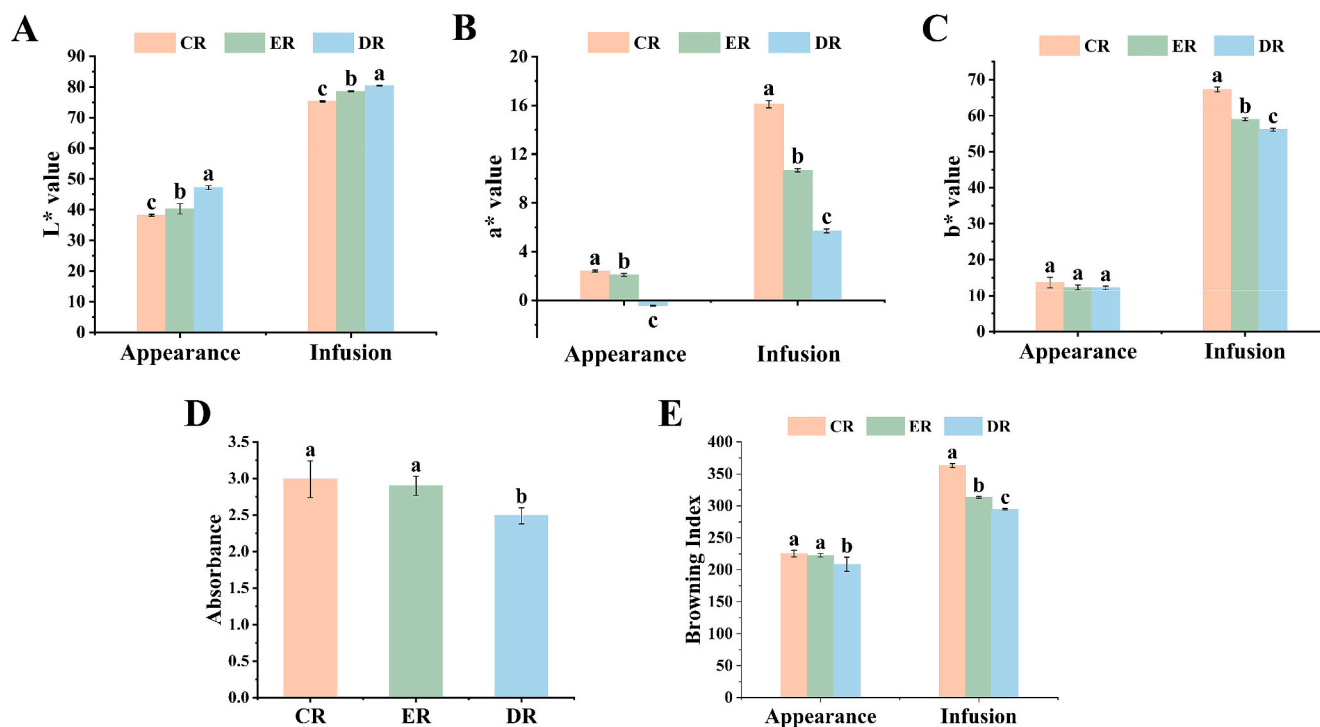 A
CR ER DR
L* value
90
80
70
60
50
40
30
20
10
0
c b a
c b a
Appearance Infusion
B
CR ER DR
a* value
20
16
12
8
4
0
a b c
a b c
Appearance Infusion
C
CR ER DR
b* value
70
60
50
40
30
20
10
0
a a a
a b c
Appearance Infusion
D
Absorbance
3.5
3.0
2.5
2.0
1.5
1.0
0.5
0.0
a a b
CR ER DR
E
CR ER DR
Browning Index
400
350
300
250
200
150
100
50
0
a a b
a b c
Appearance Infusion